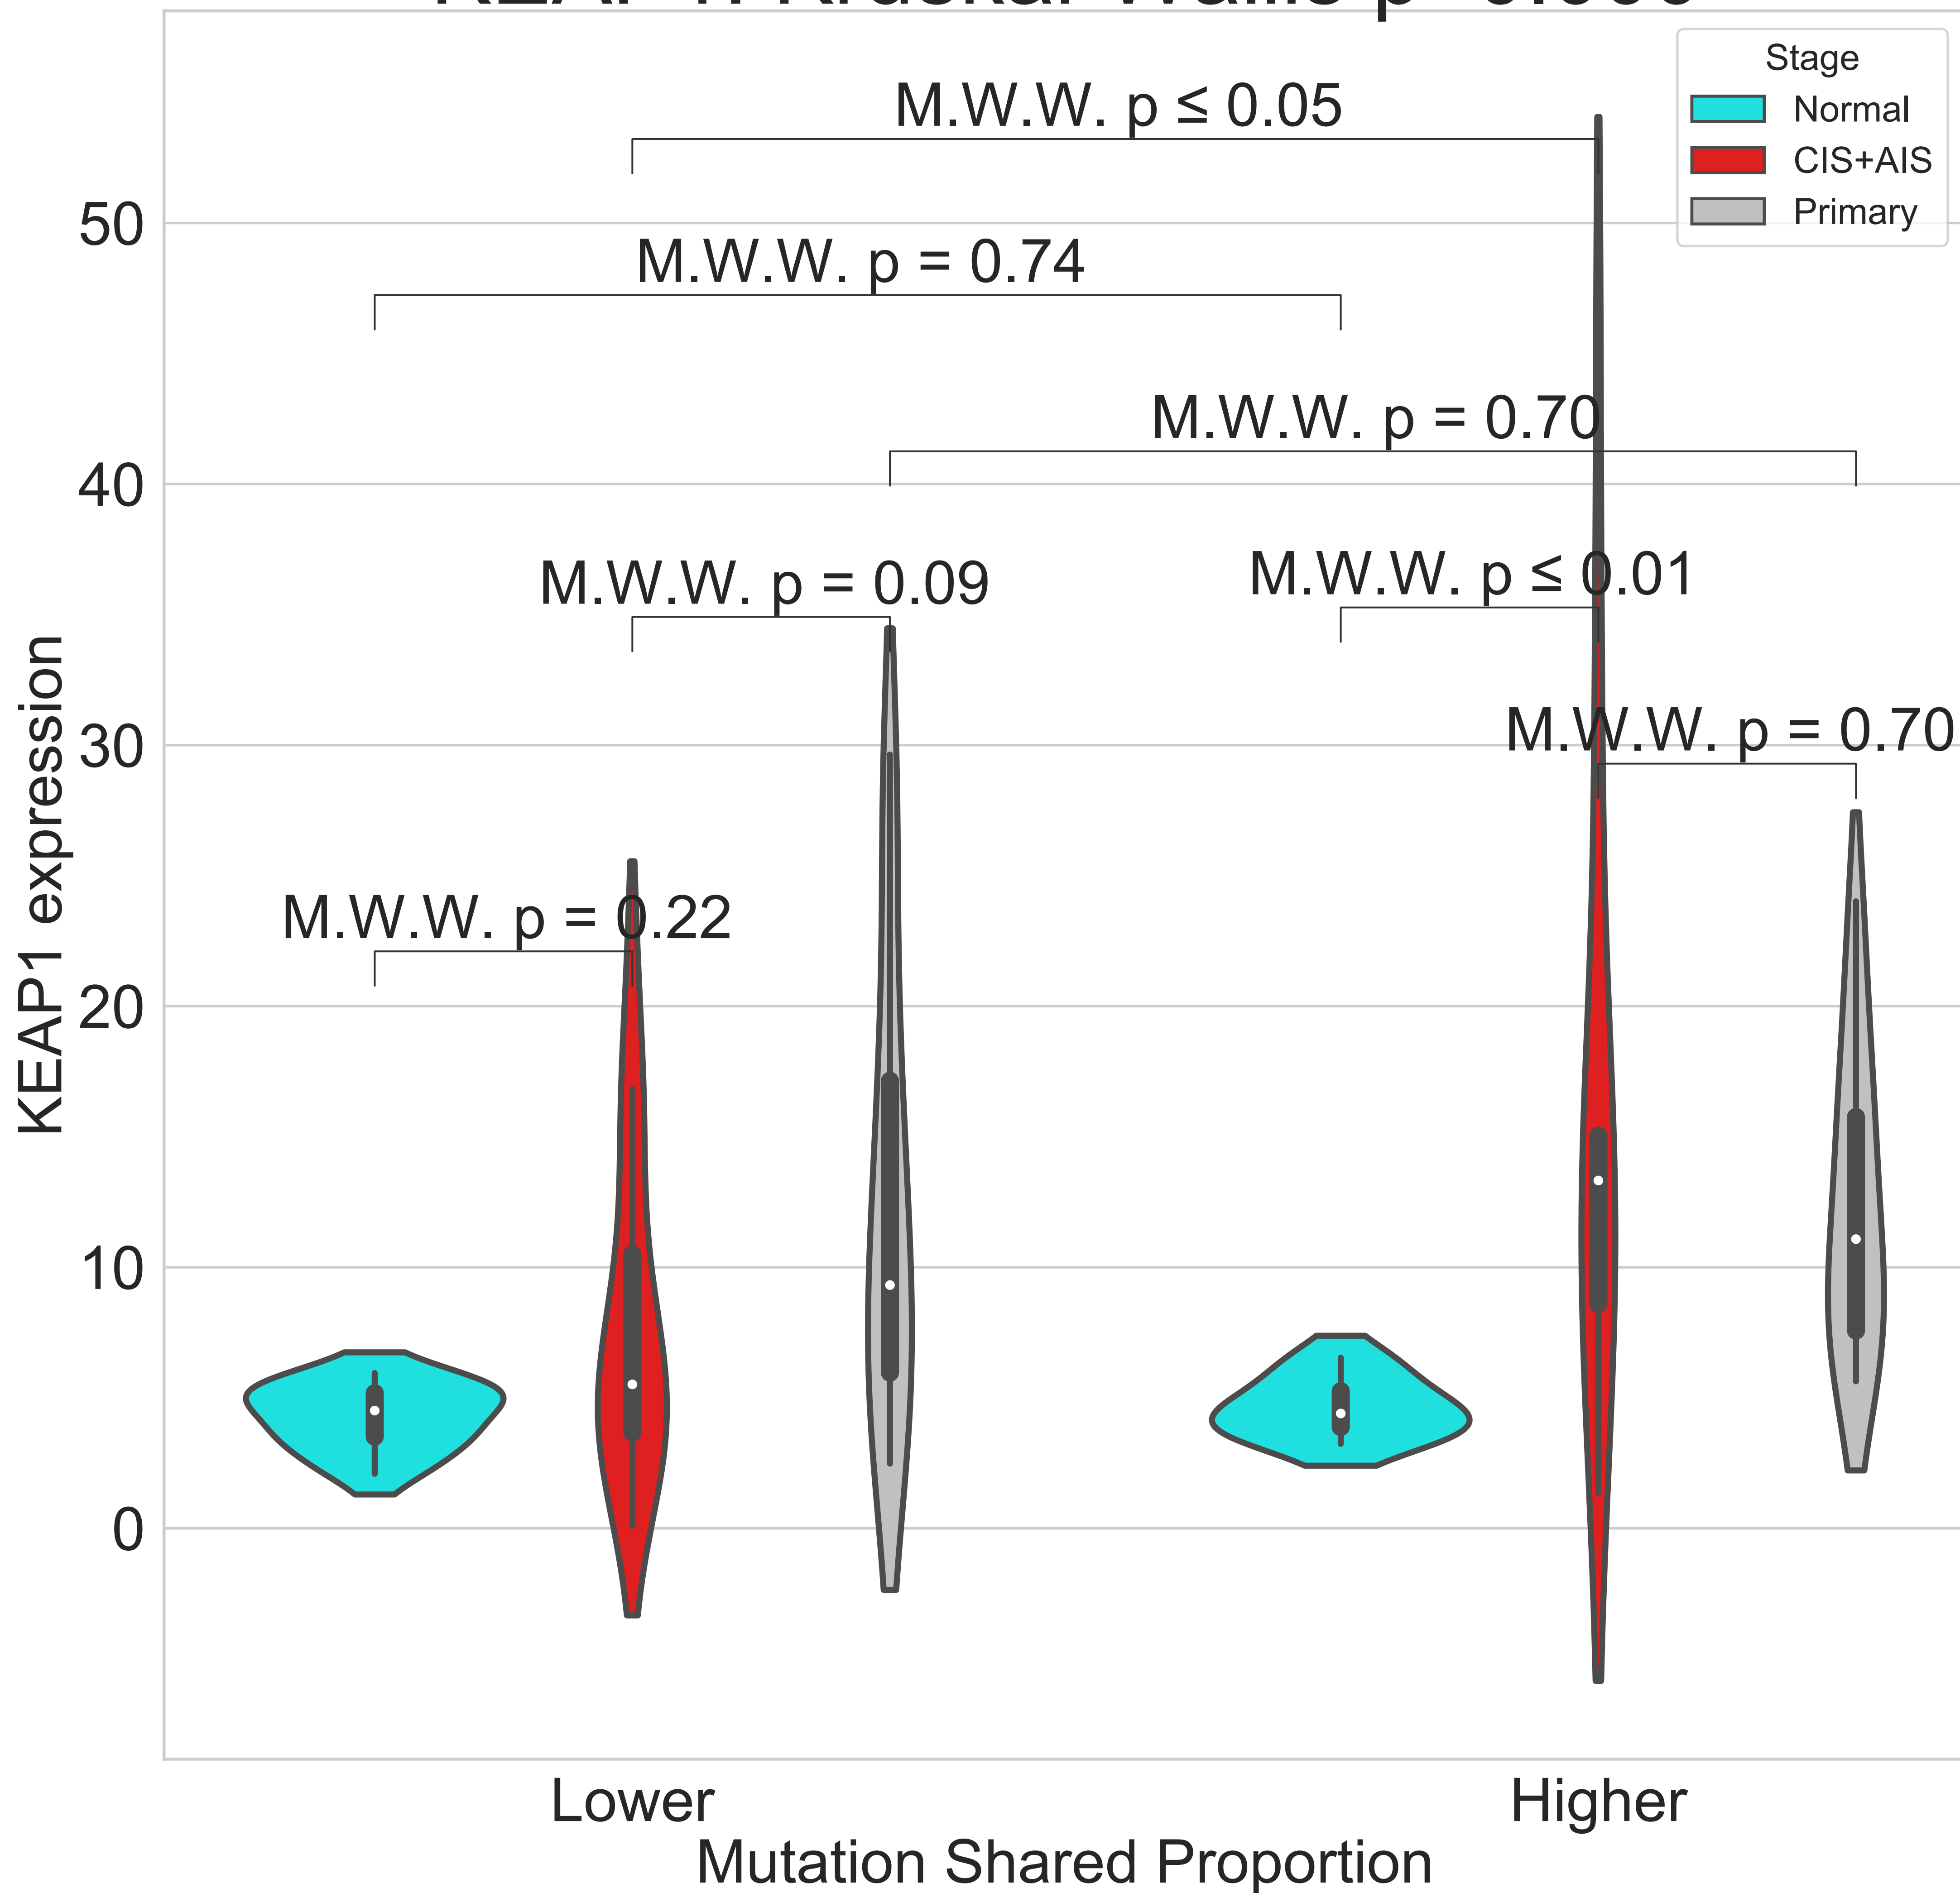 Stage
Normal
CIS+AIS
Primary
M.W.W. p ≤ 0.05
M.W.W. p = 0.74
M.W.W. p = 0.70
M.W.W. p = 0.09
M.W.W. p ≤ 0.01
M.W.W. p = 0.70
M.W.W. p = 0.22
50
40
30
20
10
0
KEAP1 expression
Lower
Higher
Mutation Shared Proportion